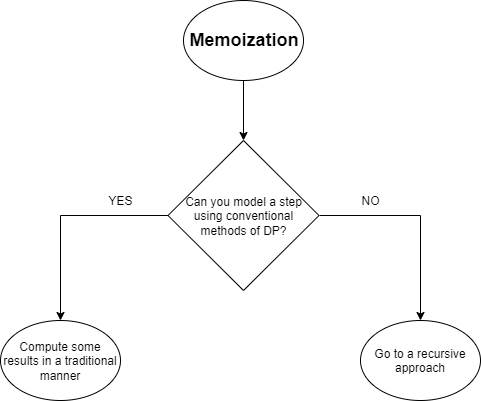 Memoization
YES
Can you model a step
using conventional
methods of DP?
NO
Compute some
results in a traditional
manner
Go to a recursive
approach